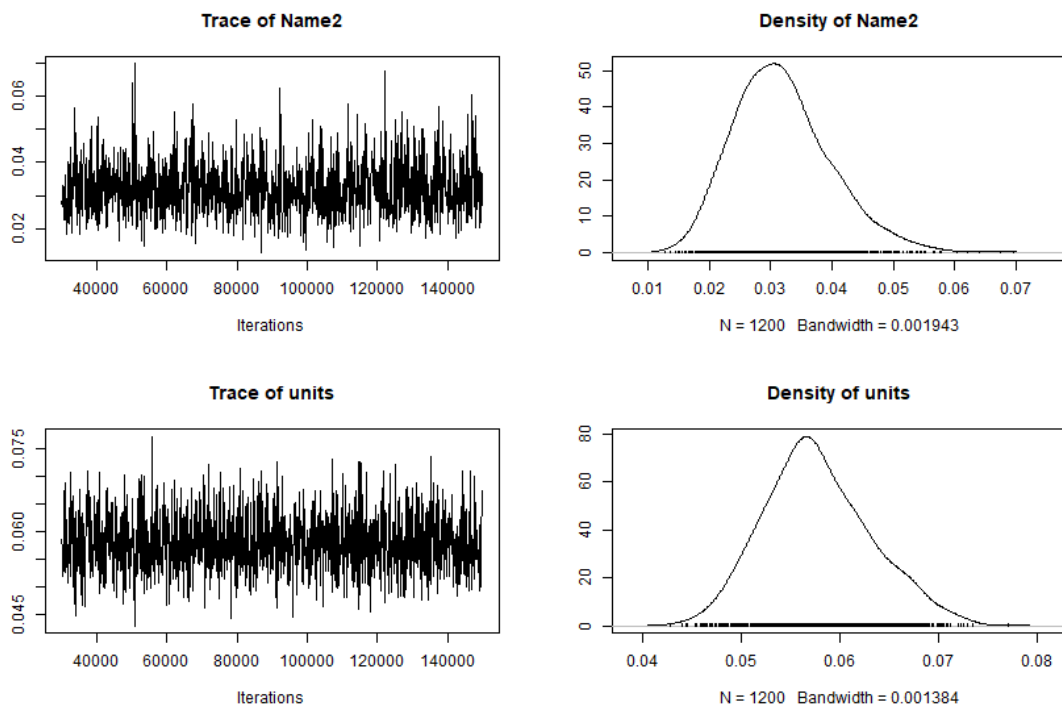 Trace of Name2
0.06
0.04
0.02
40000 60000 80000 100000 120000 140000
Iterations
Density of Name2
50
40
30
20
10
0
0.01 0.02 0.03 0.04 0.05 0.06 0.07
N = 1200 Bandwidth = 0.001943
Trace of units
0.075
0.060
0.045
40000 60000 80000 100000 120000 140000
Iterations
Density of units
80
60
40
20
0
0.04 0.05 0.06 0.07 0.08
N = 1200 Bandwidth = 0.001384